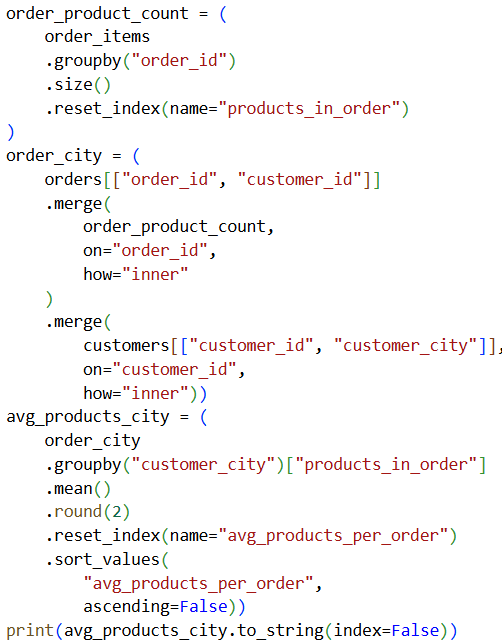 order_product_count = (
    order_items
    .groupby("order_id")
    .size()
    .reset_index(name="products_in_order")
)
order_city = (
    orders[["order_id", "customer_id"]]
    .merge(
        order_product_count,
        on="order_id",
        how="inner"
    )
    .merge(
        customers[["customer_id", "customer_city"]],
        on="customer_id",
        how="inner"))
avg_products_city = (
    order_city
    .groupby("customer_city")["products_in_order"]
    .mean()
    .round(2)
    .reset_index(name="avg_products_per_order")
    .sort_values(
        "avg_products_per_order",
        ascending=False))
print(avg_products_city.to_string(index=False))